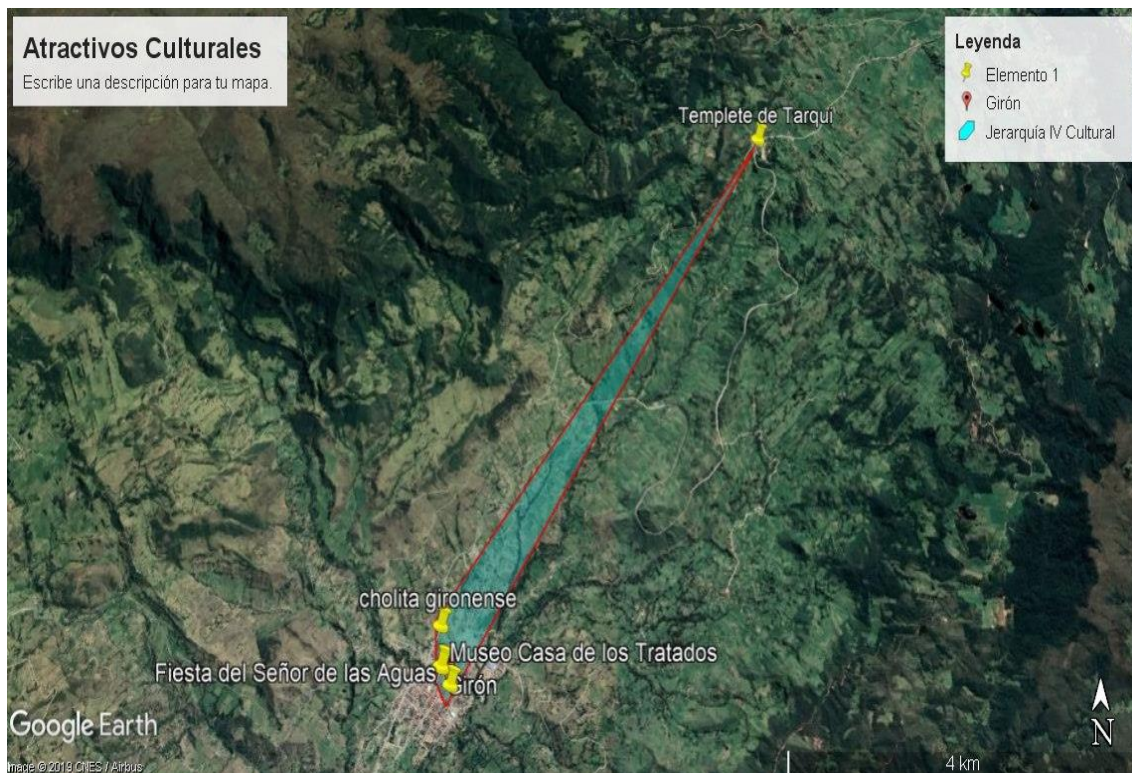 Atractivos Culturales
Escribe una descripción para tu mapa.
Leyenda
Elemento 1
Girón
Jerarquía IV Cultural
Templete de Tarqui
cholita gironense
Museo Casa de los Tratados
Fiesta del Señor de las Aguas
Girón
Google Earth
Image © 2019 CNES / Airbus
N
4 km